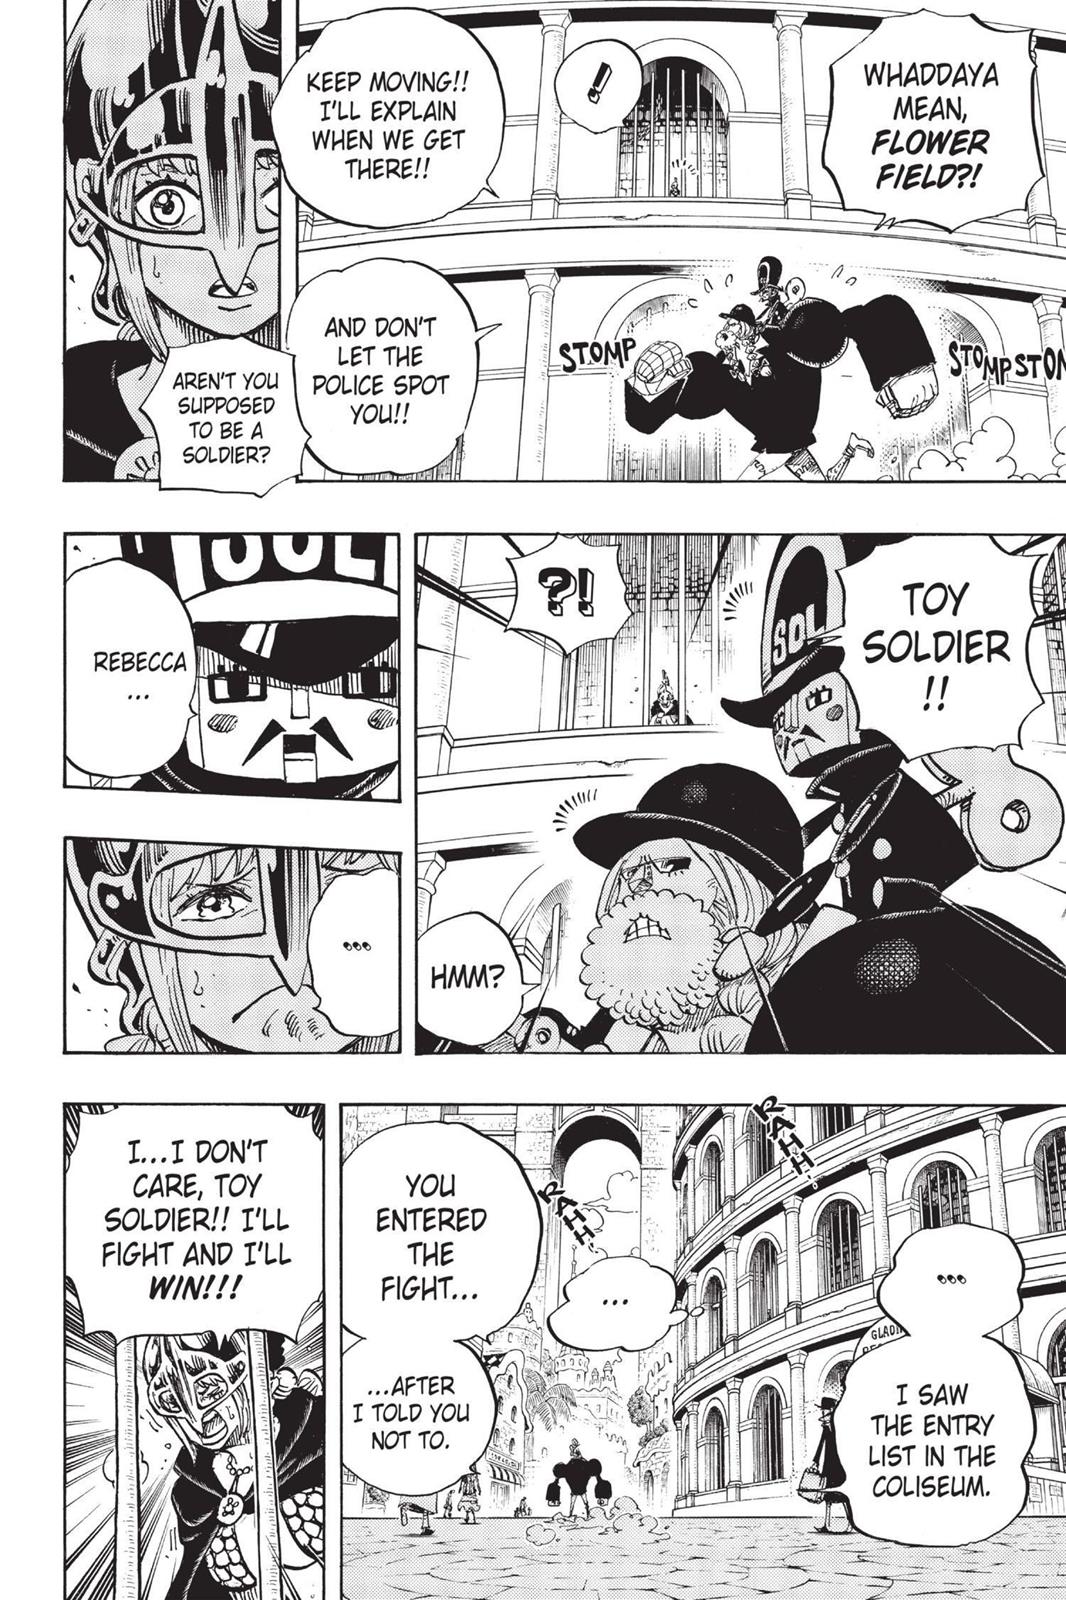 WHADDAYA
MEAN,
FLOWER
FIELD?!
!
KEEP MOVING!!
I'LL EXPLAIN
WHEN WE GET
THERE!!
STOMP STOM
STOMP
AND DON'T
LET THE
POLICE SPOT
YOU!!
AREN'T YOU
SUPPOSED
TO BE A
SOLDIER?
TOY
SOLDIER
!!
?!
SOL
HMM?
SOL
REBECCA
...
...
RAHH
...
I SAW
THE ENTRY
LIST IN THE
COLISEUM.
GLADI
RAHH
...
YOU
ENTERED
THE
FIGHT...
...AFTER
I TOLD YOU
NOT TO.
I...I DON'T
CARE, TOY
SOLDIER!! I'LL
FIGHT AND I'LL
WIN!!!